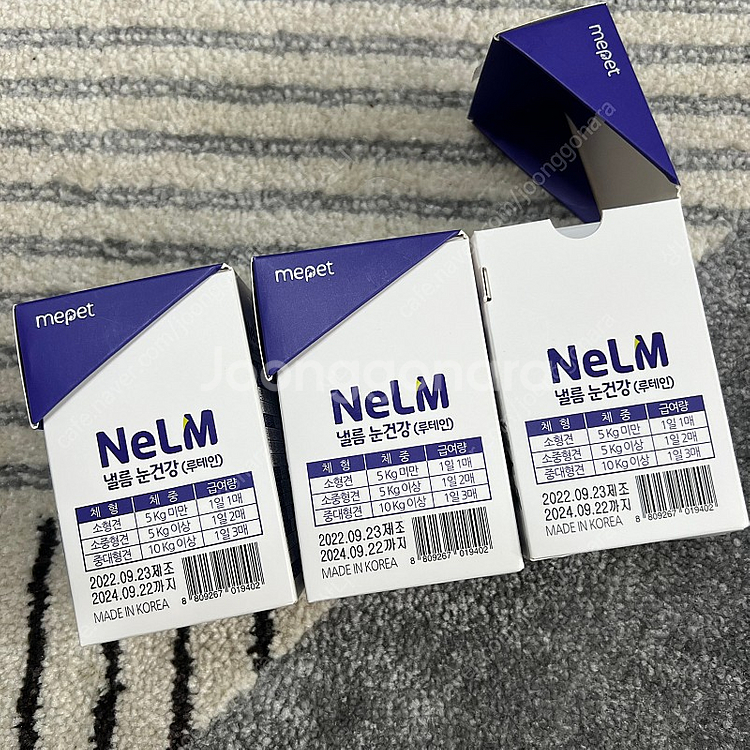 mepet
NeLM
냴름 눈건강 (루테인)
체 형 체 중 급여량
소형견 5 Kg 미만 1일 1매
소중형견 5 Kg 이상 1일 2매
중대형견 10 Kg 이상 1일 3매
2022.09.23제조
2024.09.22까지
MADE IN KOREA
8 809267 019402
mepet
NeLM
냴름 눈건강 (루테인)
체 형 체 중 급여량
소형견 5 Kg 미만 1일 1매
소중형견 5 Kg 이상 1일 2매
중대형견 10 Kg 이상 1일 3매
2022.09.23제조
2024.09.22까지
MADE IN KOREA
8 809267 019402
mepet
NeLM
냴름 눈건강 (루테인)
체 형 체 중 급여량
소형견 5 Kg 미만 1일 1매
소중형견 5 Kg 이상 1일 2매
중대형견 10 Kg 이상 1일 3매
2022.09.23제조
2024.09.22까지
MADE IN KOREA
8 809267 019402
Joonggonara